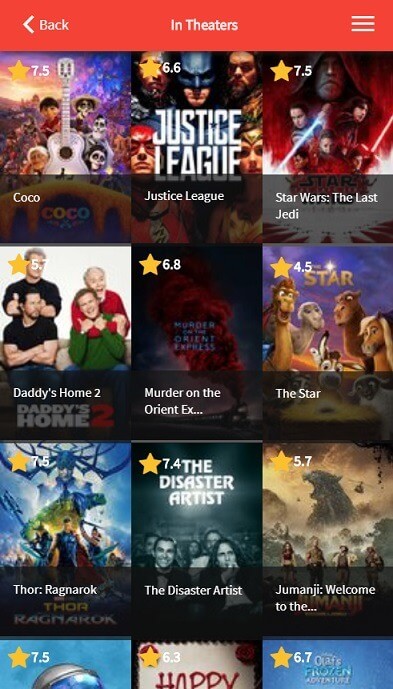 Back
In Theaters
7.5
6.6
7.5
JUSTICE
LEAGUE
STAR WARS
COCO
Coco
Justice League
Star Wars: The Last
Jedi
6.8
4.5
THE
STAR
MURDER
ON THE
ORIENT
EXPRESS
Daddy's Home 2
Murder on the
Orient Ex...
The Star
DADDY'S
HOME 2
7.5
7.4
5.7
THE
DISASTER
ARTIST
Thor: Ragnarok
The Disaster Artist
Jumanji: Welcome
to the...
THOR
RAGNAROK
JUMANJI
7.5
6.3
6.7
HAPPY
OLAF'S
FROZEN
ADVENTURE